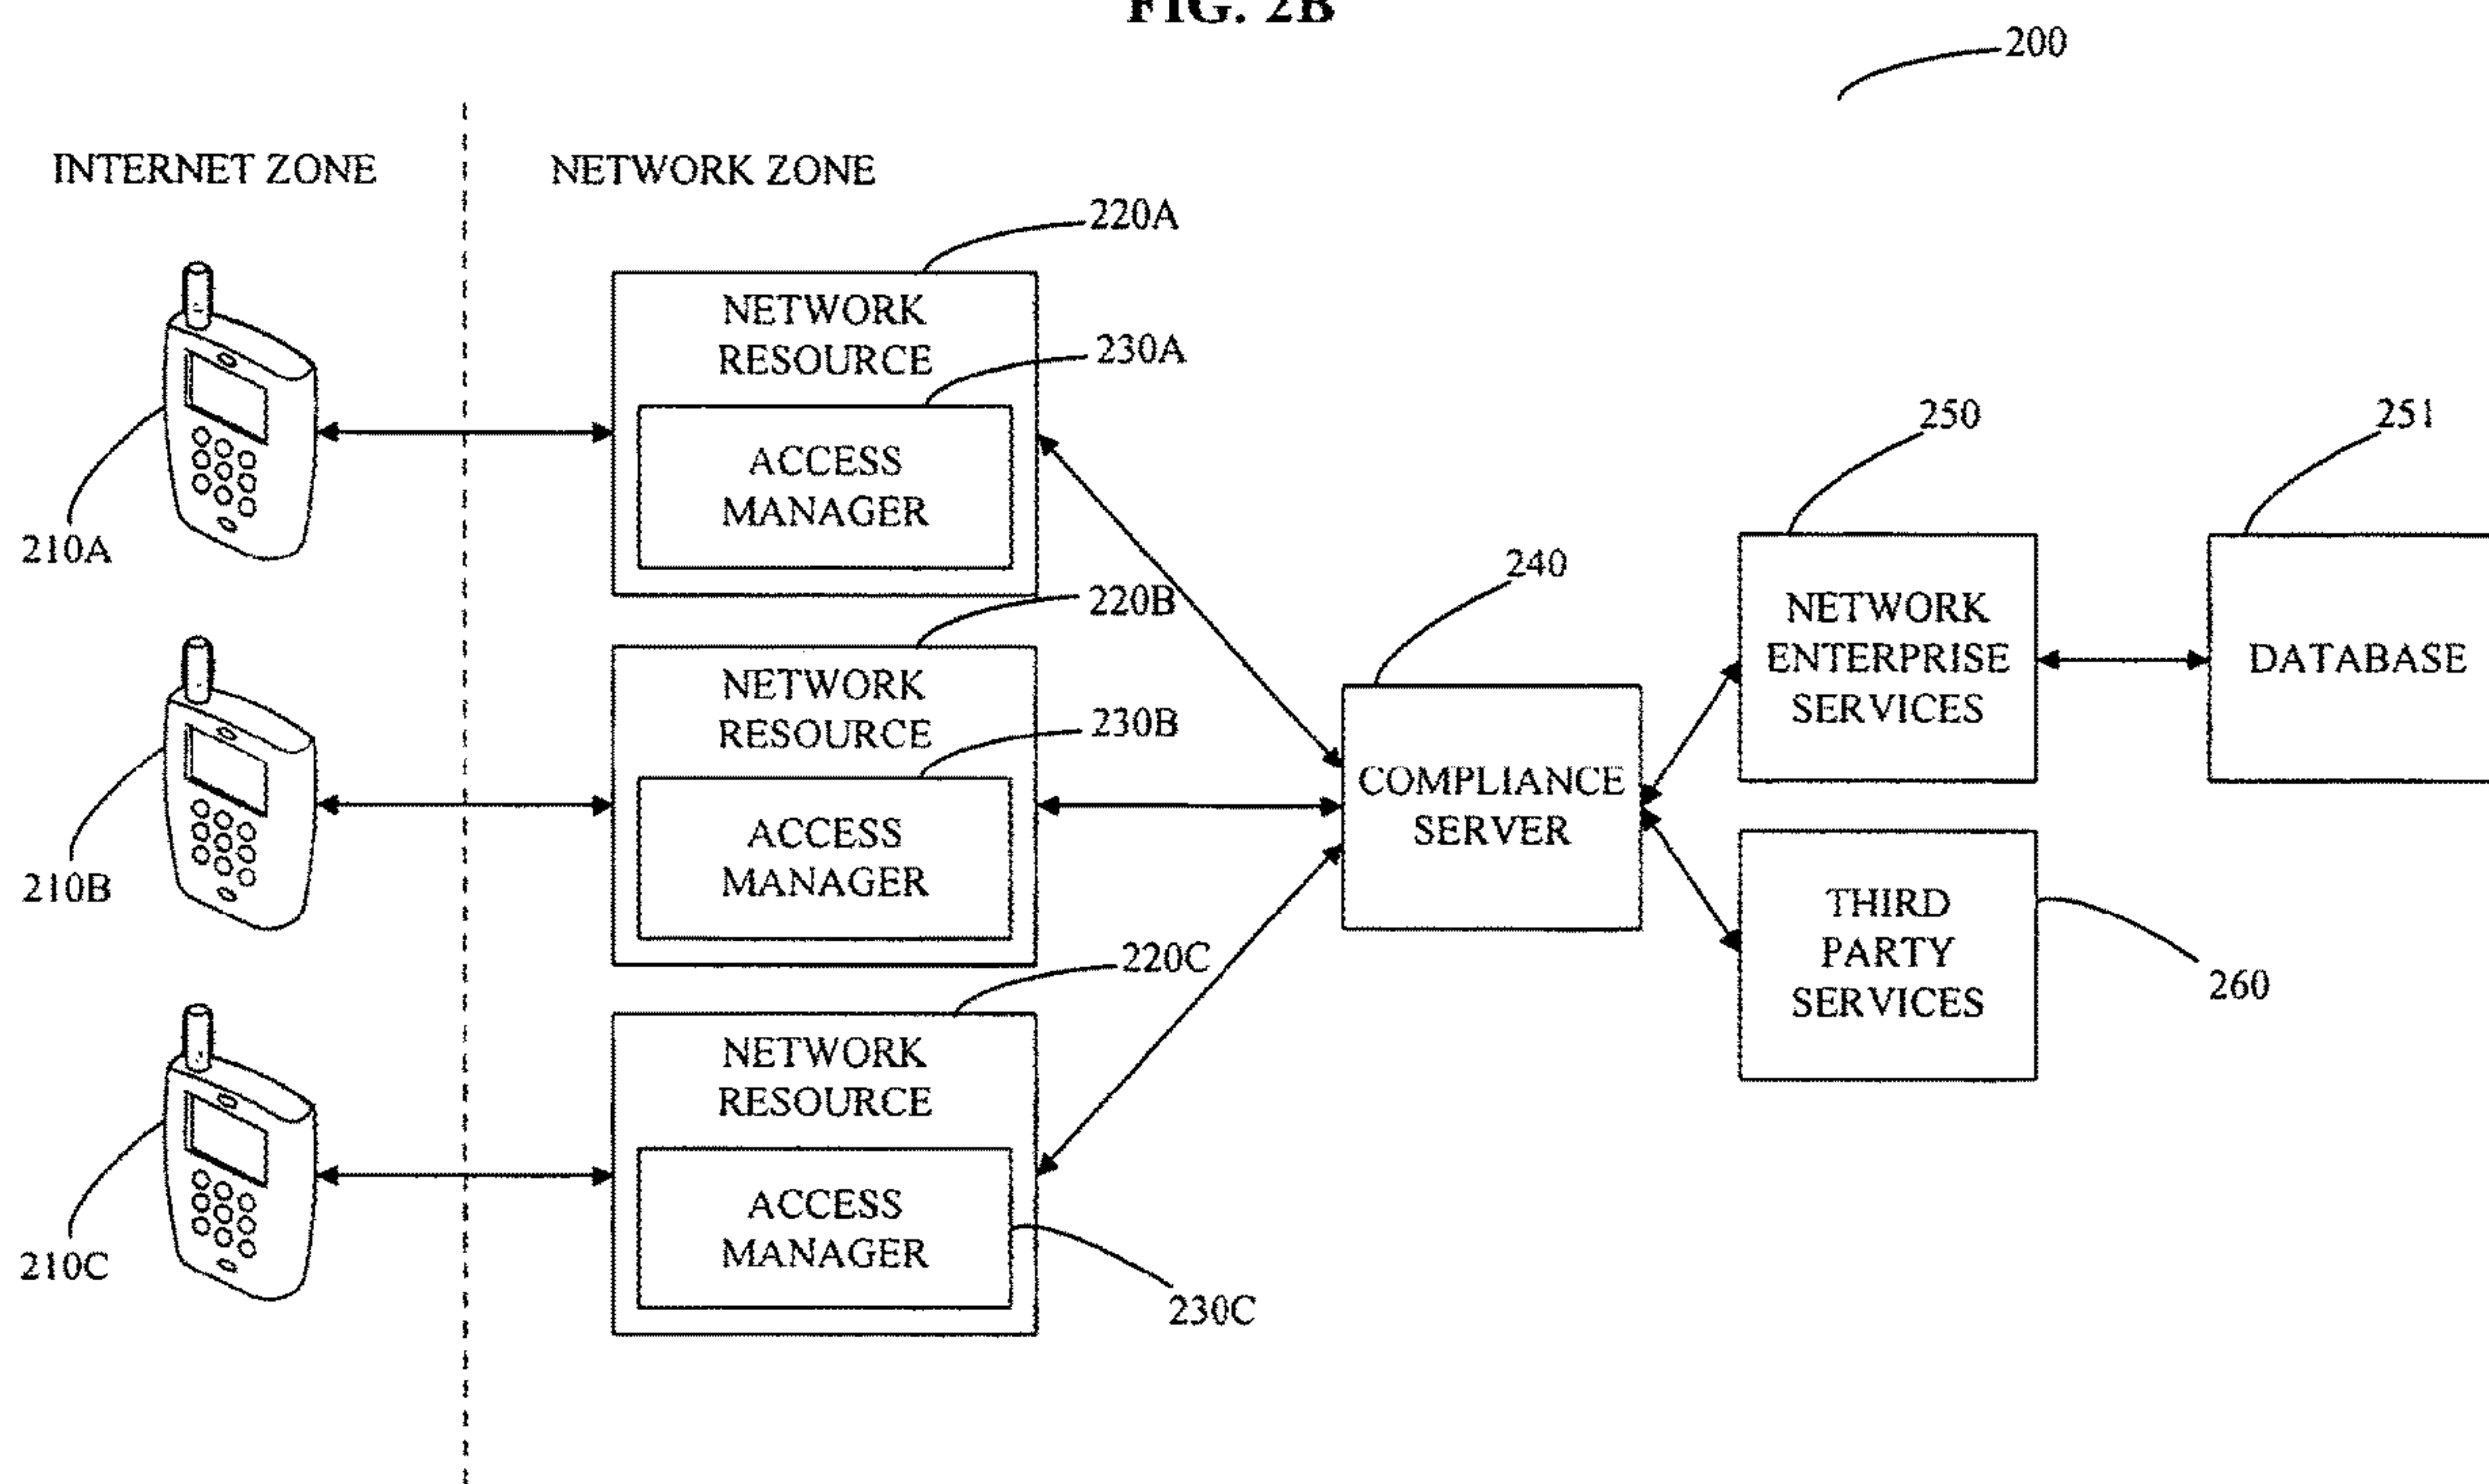 FIG. 2B
200
INTERNET ZONE
NETWORK ZONE
220A
NETWORK
RESOURCE
230A
ACCESS
MANAGER
210A
220B
NETWORK
RESOURCE
230B
ACCESS
MANAGER
210B
220C
NETWORK
RESOURCE
ACCESS
MANAGER
210C
230C
240
COMPLIANCE
SERVER
250
NETWORK
ENTERPRISE
SERVICES
251
DATABASE
THIRD
PARTY
SERVICES
260